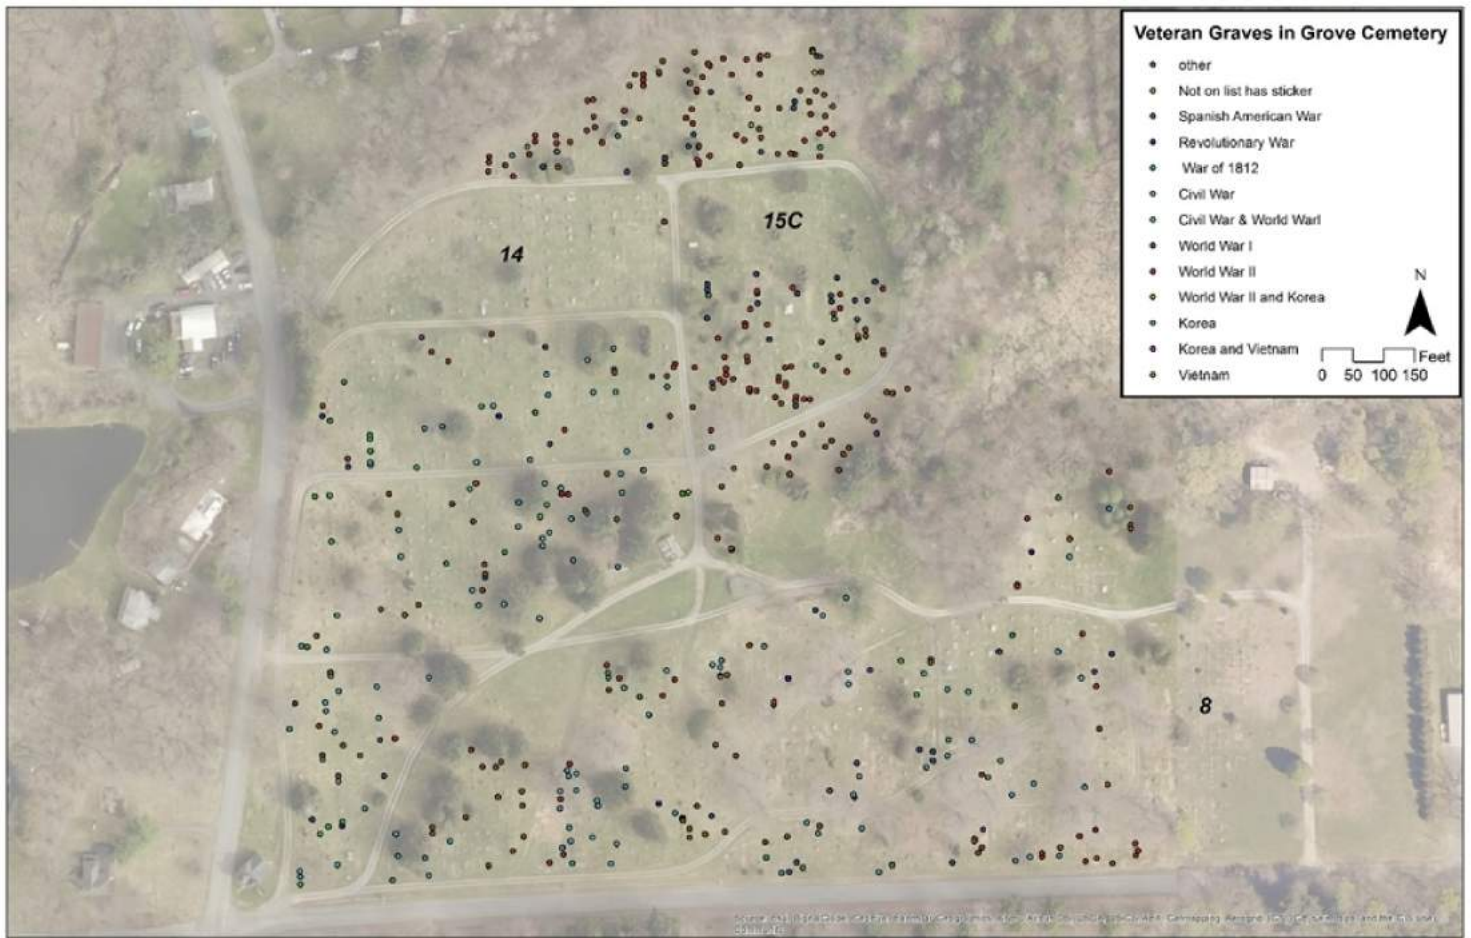 Veteran Graves in Grove Cemetery
other
Not on list has sticker
Spanish American War
Revolutionary War
War of 1812
Civil War
Civil War & World WarI
World War I
World War II
World War II and Korea
Korea
Korea and Vietnam
Vietnam
N
Feet
0 50 100 150
15C
14
8